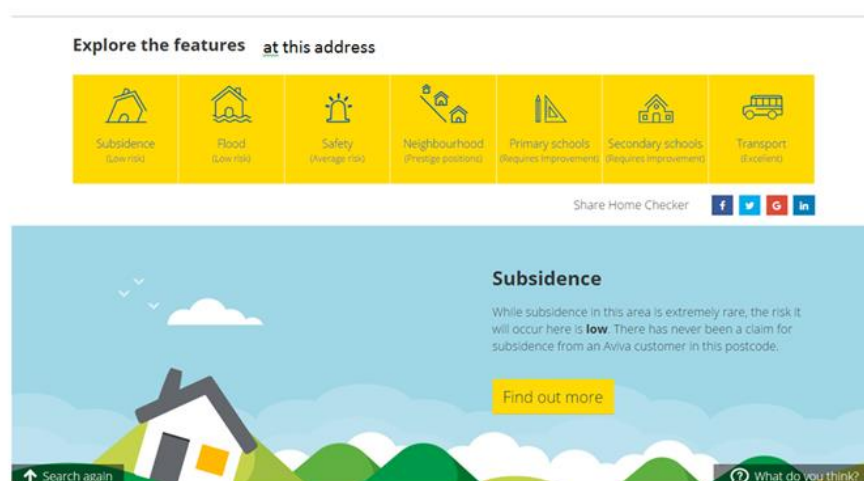 Explore the features at this address
Subsidence
(Low risk)
Flood
(Low risk)
Safety
(Average risk)
Neighbourhood
(Prestige positions)
Primary schools
(Requires Improvement)
Secondary schools
(Requires Improvement)
Transport
(Excellent)
Share Home Checker
f
G
in
Subsidence
While subsidence in this area is extremely rare, the risk it
will occur here is low. There has never been a claim for
subsidence from an Aviva customer in this postcode.
Find out more
Search again
? What do you think?